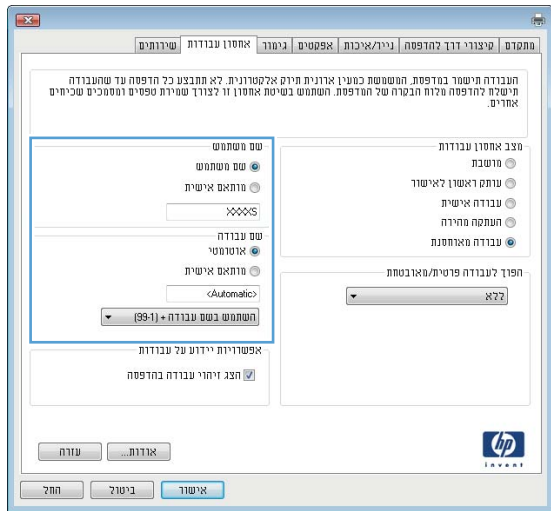 מתקדם
קיצורי דרך להדפסה
נייר/איכות
אפקטים
גימור
אחסון עבודות
שירותים
העבודה תישמר במדפסת, המשמשת כמעין ארונית תיוק אלקטרונית. לא תתבצע כל הדפסה עד שהעבודה
תישלח להדפסה מלוח הבקרה של המדפסת. השתמש בשיטת אחסון זו לצורך שמירת טפסים ומסמכים שכיחים
אחרים.
מצב אחסון עבודות
מושבת
עותק ראשון לאישור
עבודה אישית
העתקה מהירה
עבודה מאוחסנת
הפוך לעבודה פרטית/מאובטחת
ללא
שם משתמש
שם משתמש
מותאם אישית
XXXXS
שם עבודה
אוטומטי
מותאם אישית
<Automatic>
השתמש בשם עבודה + (99-1)
אפשרויות יידוע על עבודות
הצג זיהוי עבודה בהדפסה
hp
invent
אודות...
עזרה
אישור
ביטול
החל